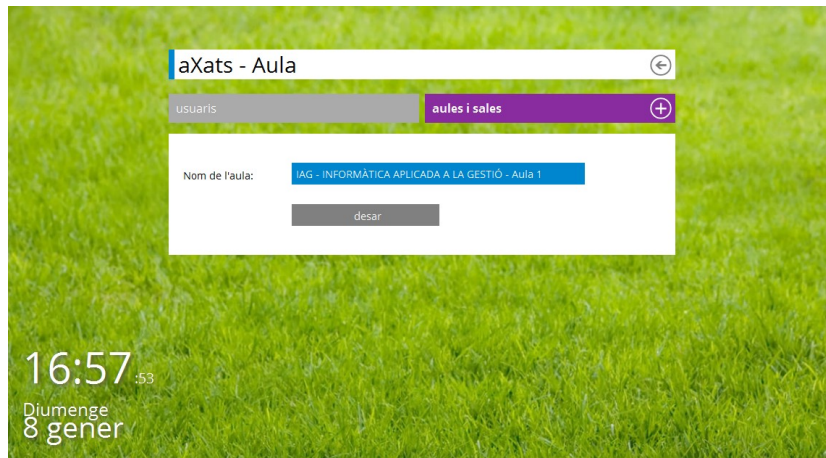 aXats - Aula
usuaris
aules i sales
Nom de l'aula:
IAG - INFORMÀTICA APLICADA A LA GESTIÓ - Aula 1
desar
16:57:53
Diumenge
8 gener